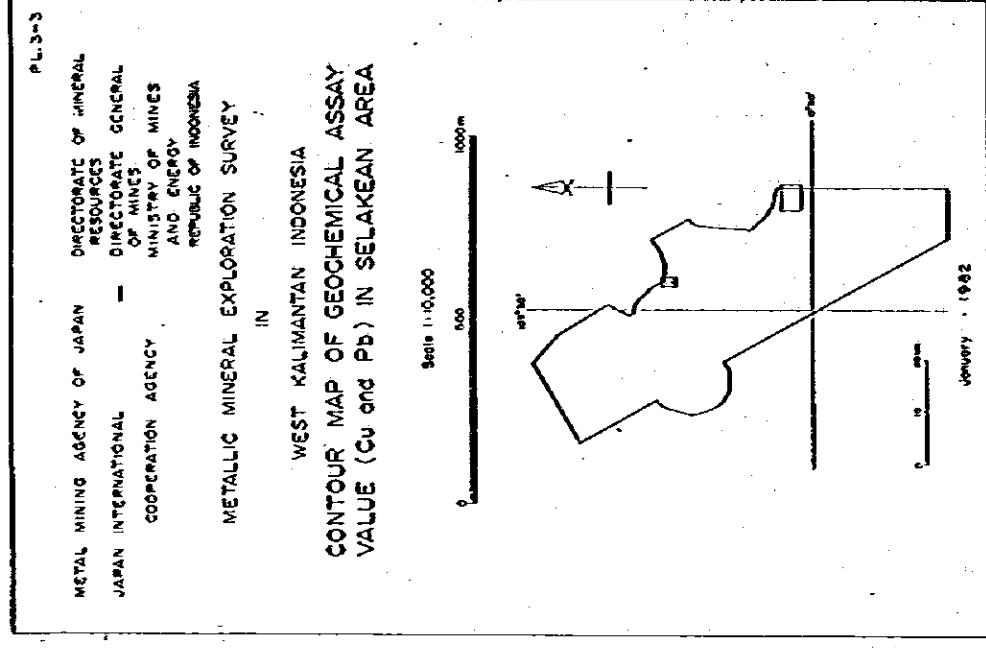 PL. 3-3
METAL MINING AGENCY OF JAPAN
JAPAN INTERNATIONAL
COOPERATION AGENCY
DIRECTORATE OF MINERAL
RESOURCES
DIRECTORATE GENERAL
OF MINES
MINISTRY OF MINES
AND ENERGY
REPUBLIC OF INDONESIA
METALLIC MINERAL EXPLORATION SURVEY
IN
WEST KALIMANTAN INDONESIA
CONTOUR MAP OF GEOCHEMICAL ASSAY
VALUE (Cu and Pb) IN SELAKEAN AREA
Scale 1:10,000
0 500 1000m
0 10
January 1982